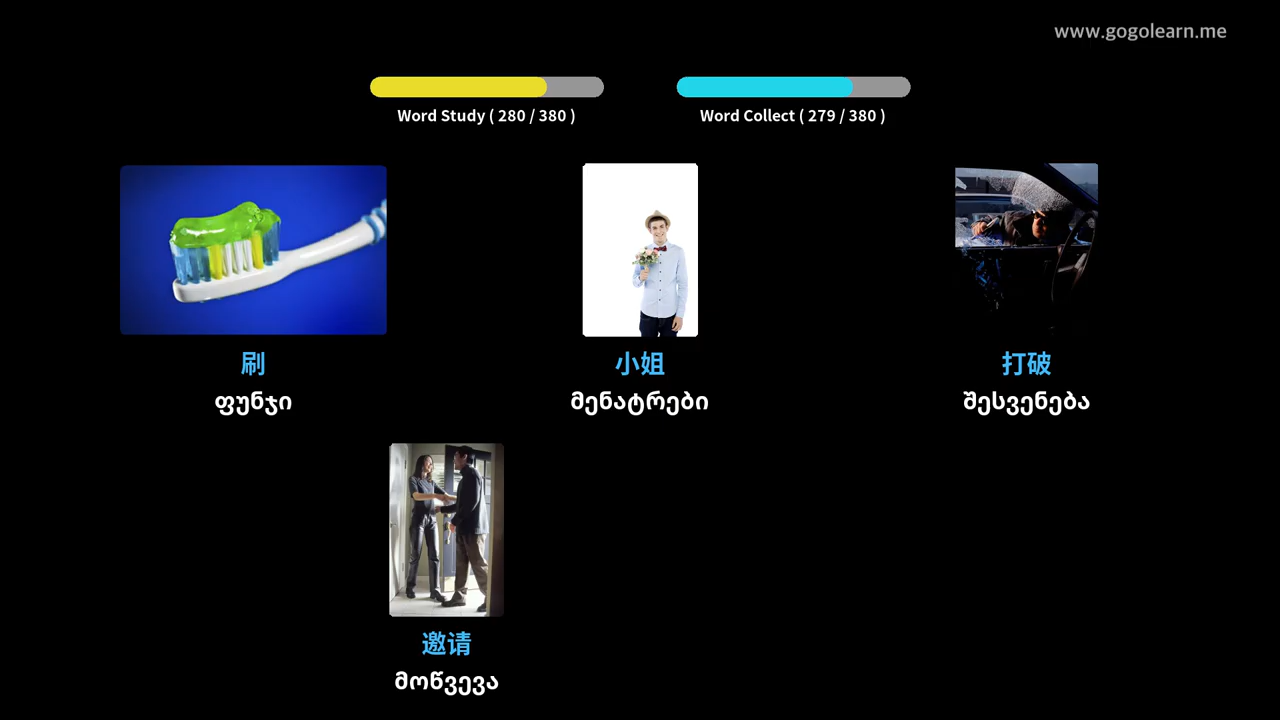 www.gogolearn.me
Word Study ( 280 / 380 )
Word Collect ( 279 / 380 )
刷
ფუნჯი
小姐
მენატრები
打破
შესვენება
邀请
მოწვევა